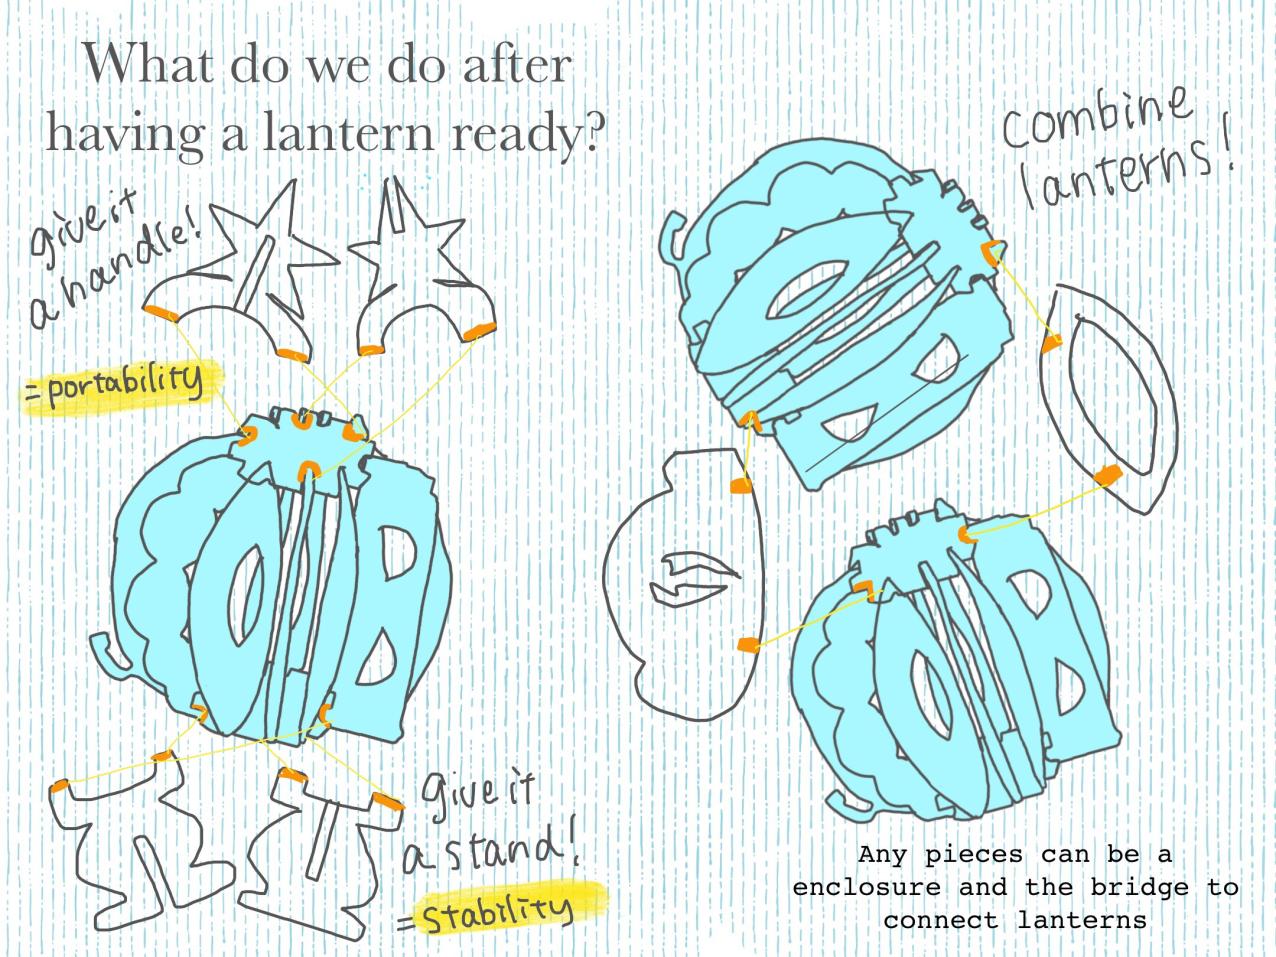 What do we do after
having a lantern ready?
give it
a handle!
= portability
combine
lanterns!
give it
a stand!
= stability
Any pieces can be a
enclosure and the bridge to
connect lanterns